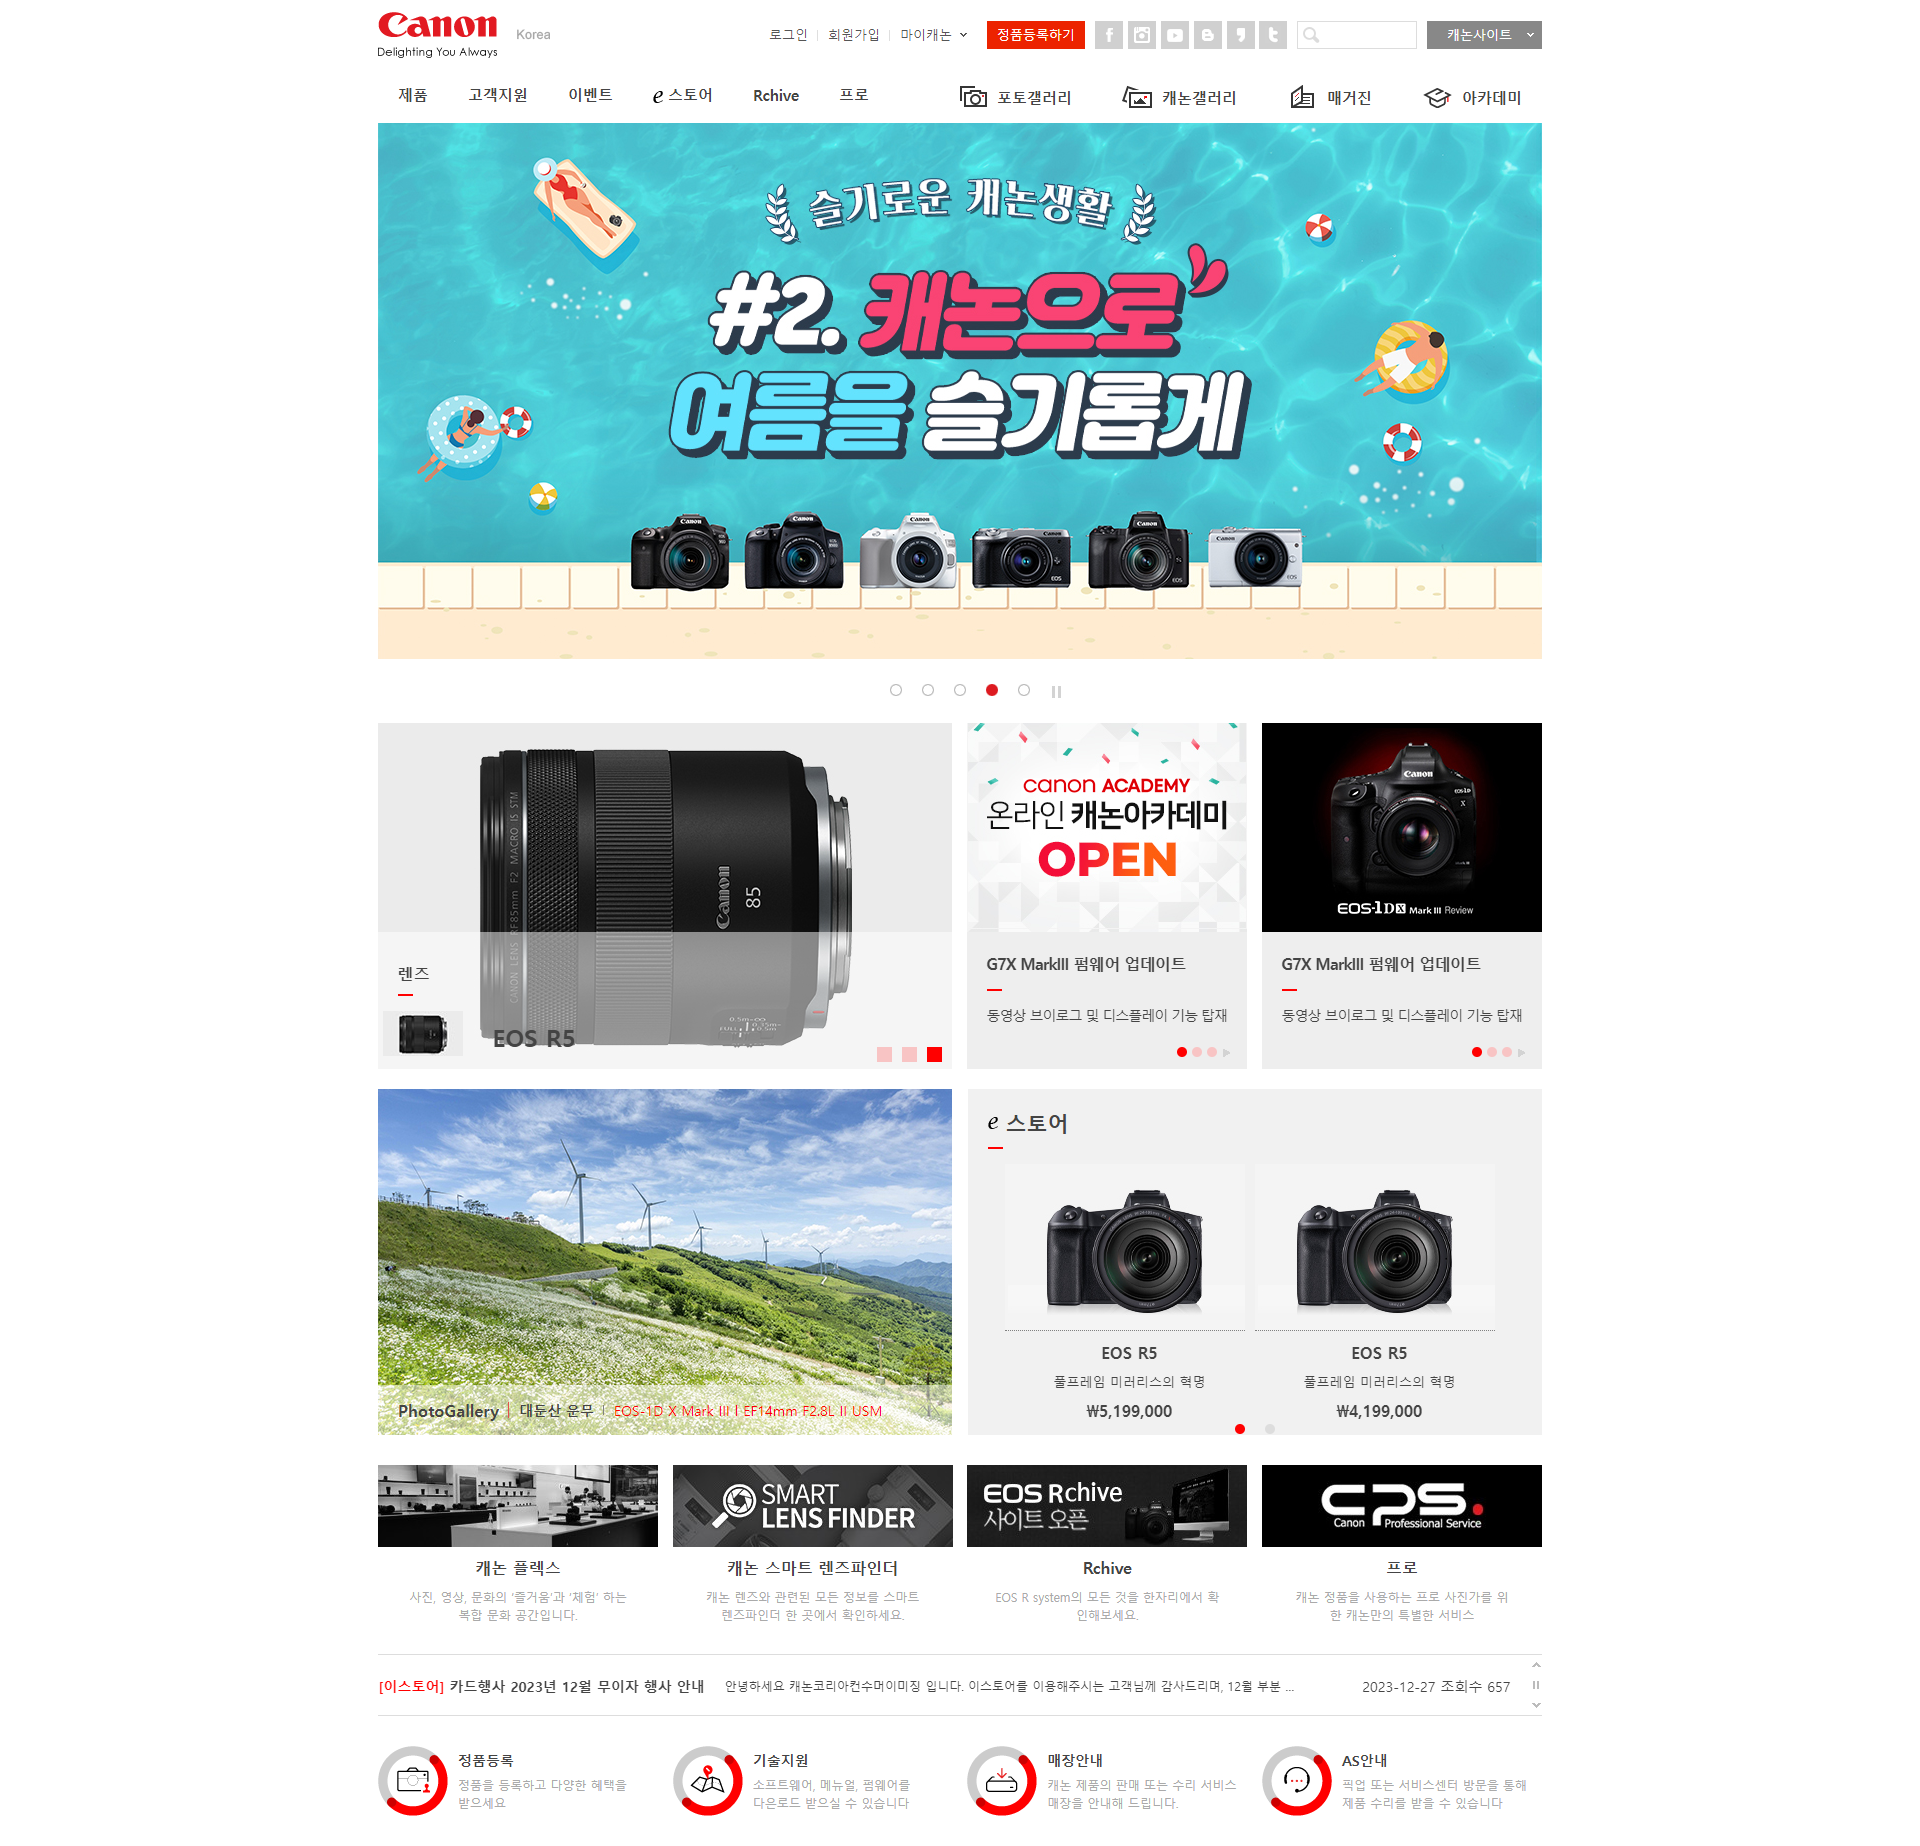 Canon
Delighting You Always
Korea
로그인
회원가입
마이캐논
정품등록하기
캐논사이트
제품
고객지원
이벤트
e 스토어
Rchive
프로
포토갤러리
캐논갤러리
매거진
아카데미
슬기로운 캐논생활
#2. 캐논으로
여름을 슬기롭게
CANON LENS RF85mm F2 MACRO IS STM
Canon
85
렌즈
EOS R5
canon ACADEMY
온라인 캐논아카데미
OPEN
G7X MarkIII 펌웨어 업데이트
동영상 브이로그 및 디스플레이 기능 탑재
Canon
EOS-1D X Mark III Review
G7X MarkIII 펌웨어 업데이트
동영상 브이로그 및 디스플레이 기능 탑재
PhotoGallery | 대둔산 운무 | EOS-1D X Mark III I EF14mm F2.8L II USM
e 스토어
EOS R5
풀프레임 미러리스의 혁명
₩5,199,000
EOS R5
풀프레임 미러리스의 혁명
₩4,199,000
캐논 플렉스
사진, 영상, 문화의 '즐거움'과 '체험' 하는
복합 문화 공간입니다.
SMART
LENS FINDER
캐논 스마트 렌즈파인더
캐논 렌즈와 관련된 모든 정보를 스마트
렌즈파인더 한 곳에서 확인하세요.
EOS Rchive
사이트 오픈
Rchive
EOS R system의 모든 것을 한자리에서 확
인해보세요.
CPS.
Canon Professional Service
프로
캐논 정품을 사용하는 프로 사진가를 위
한 캐논만의 특별한 서비스
[이스토어] 카드행사 2023년 12월 무이자 행사 안내
안녕하세요 캐논코리아컨수머이미징 입니다. 이스토어를 이용해주시는 고객님께 감사드리며, 12월 부분 ...
2023-12-27 조회수 657
정품등록
정품을 등록하고 다양한 혜택을
받으세요
기술지원
소프트웨어, 메뉴얼, 펌웨어를
다운로드 받으실 수 있습니다
매장안내
캐논 제품의 판매 또는 수리 서비스
매장을 안내해 드립니다.
AS안내
픽업 또는 서비스센터 방문을 통해
제품 수리를 받을 수 있습니다